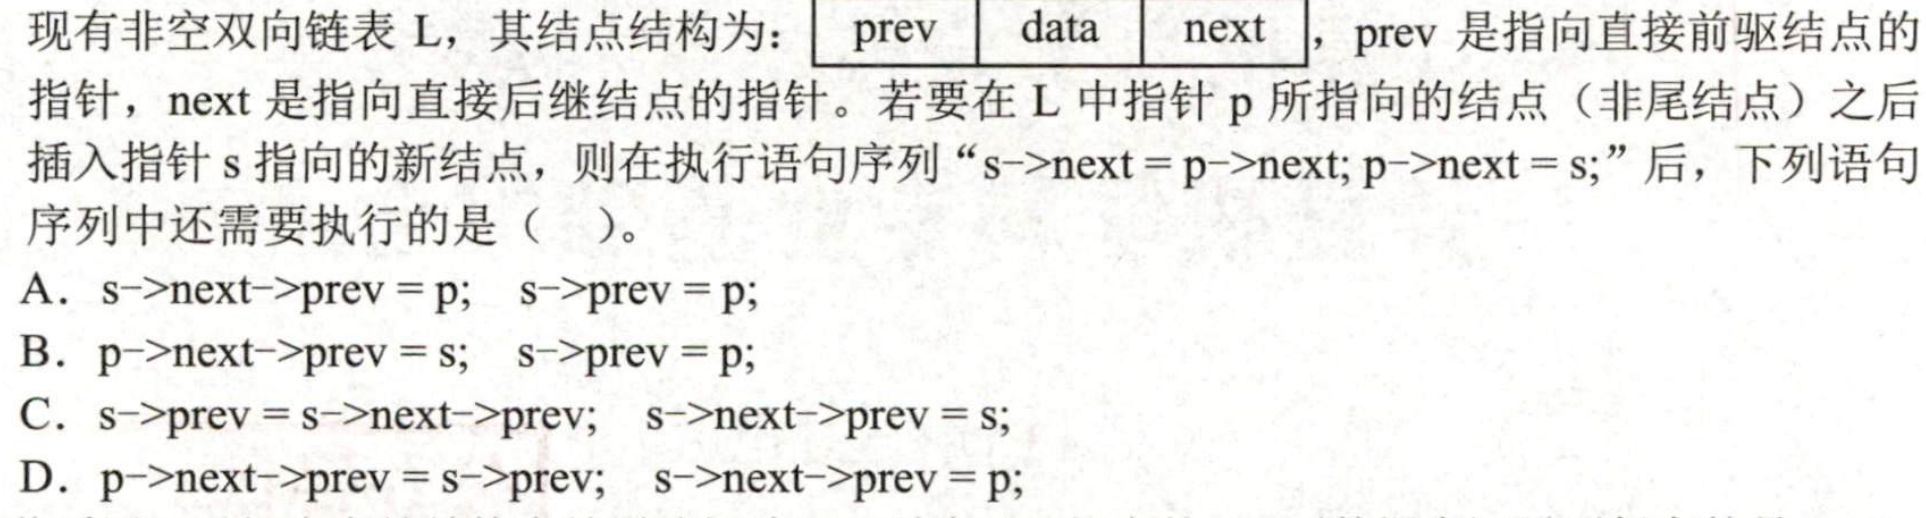 现有非空双向链表 L，其结点结构为： prev data next ，prev 是指向直接前驱结点的
指针，next 是指向直接后继结点的指针。若要在 L 中指针 p 所指向的结点（非尾结点）之后
插入指针 s 指向的新结点，则在执行语句序列“s->next = p->next; p->next = s;”后，下列语句
序列中还需要执行的是（ ）。
A. s->next->prev = p; s->prev = p;
B. p->next->prev = s; s->prev = p;
C. s->prev = s->next->prev; s->next->prev = s;
D. p->next->prev = s->prev; s->next->prev = p;